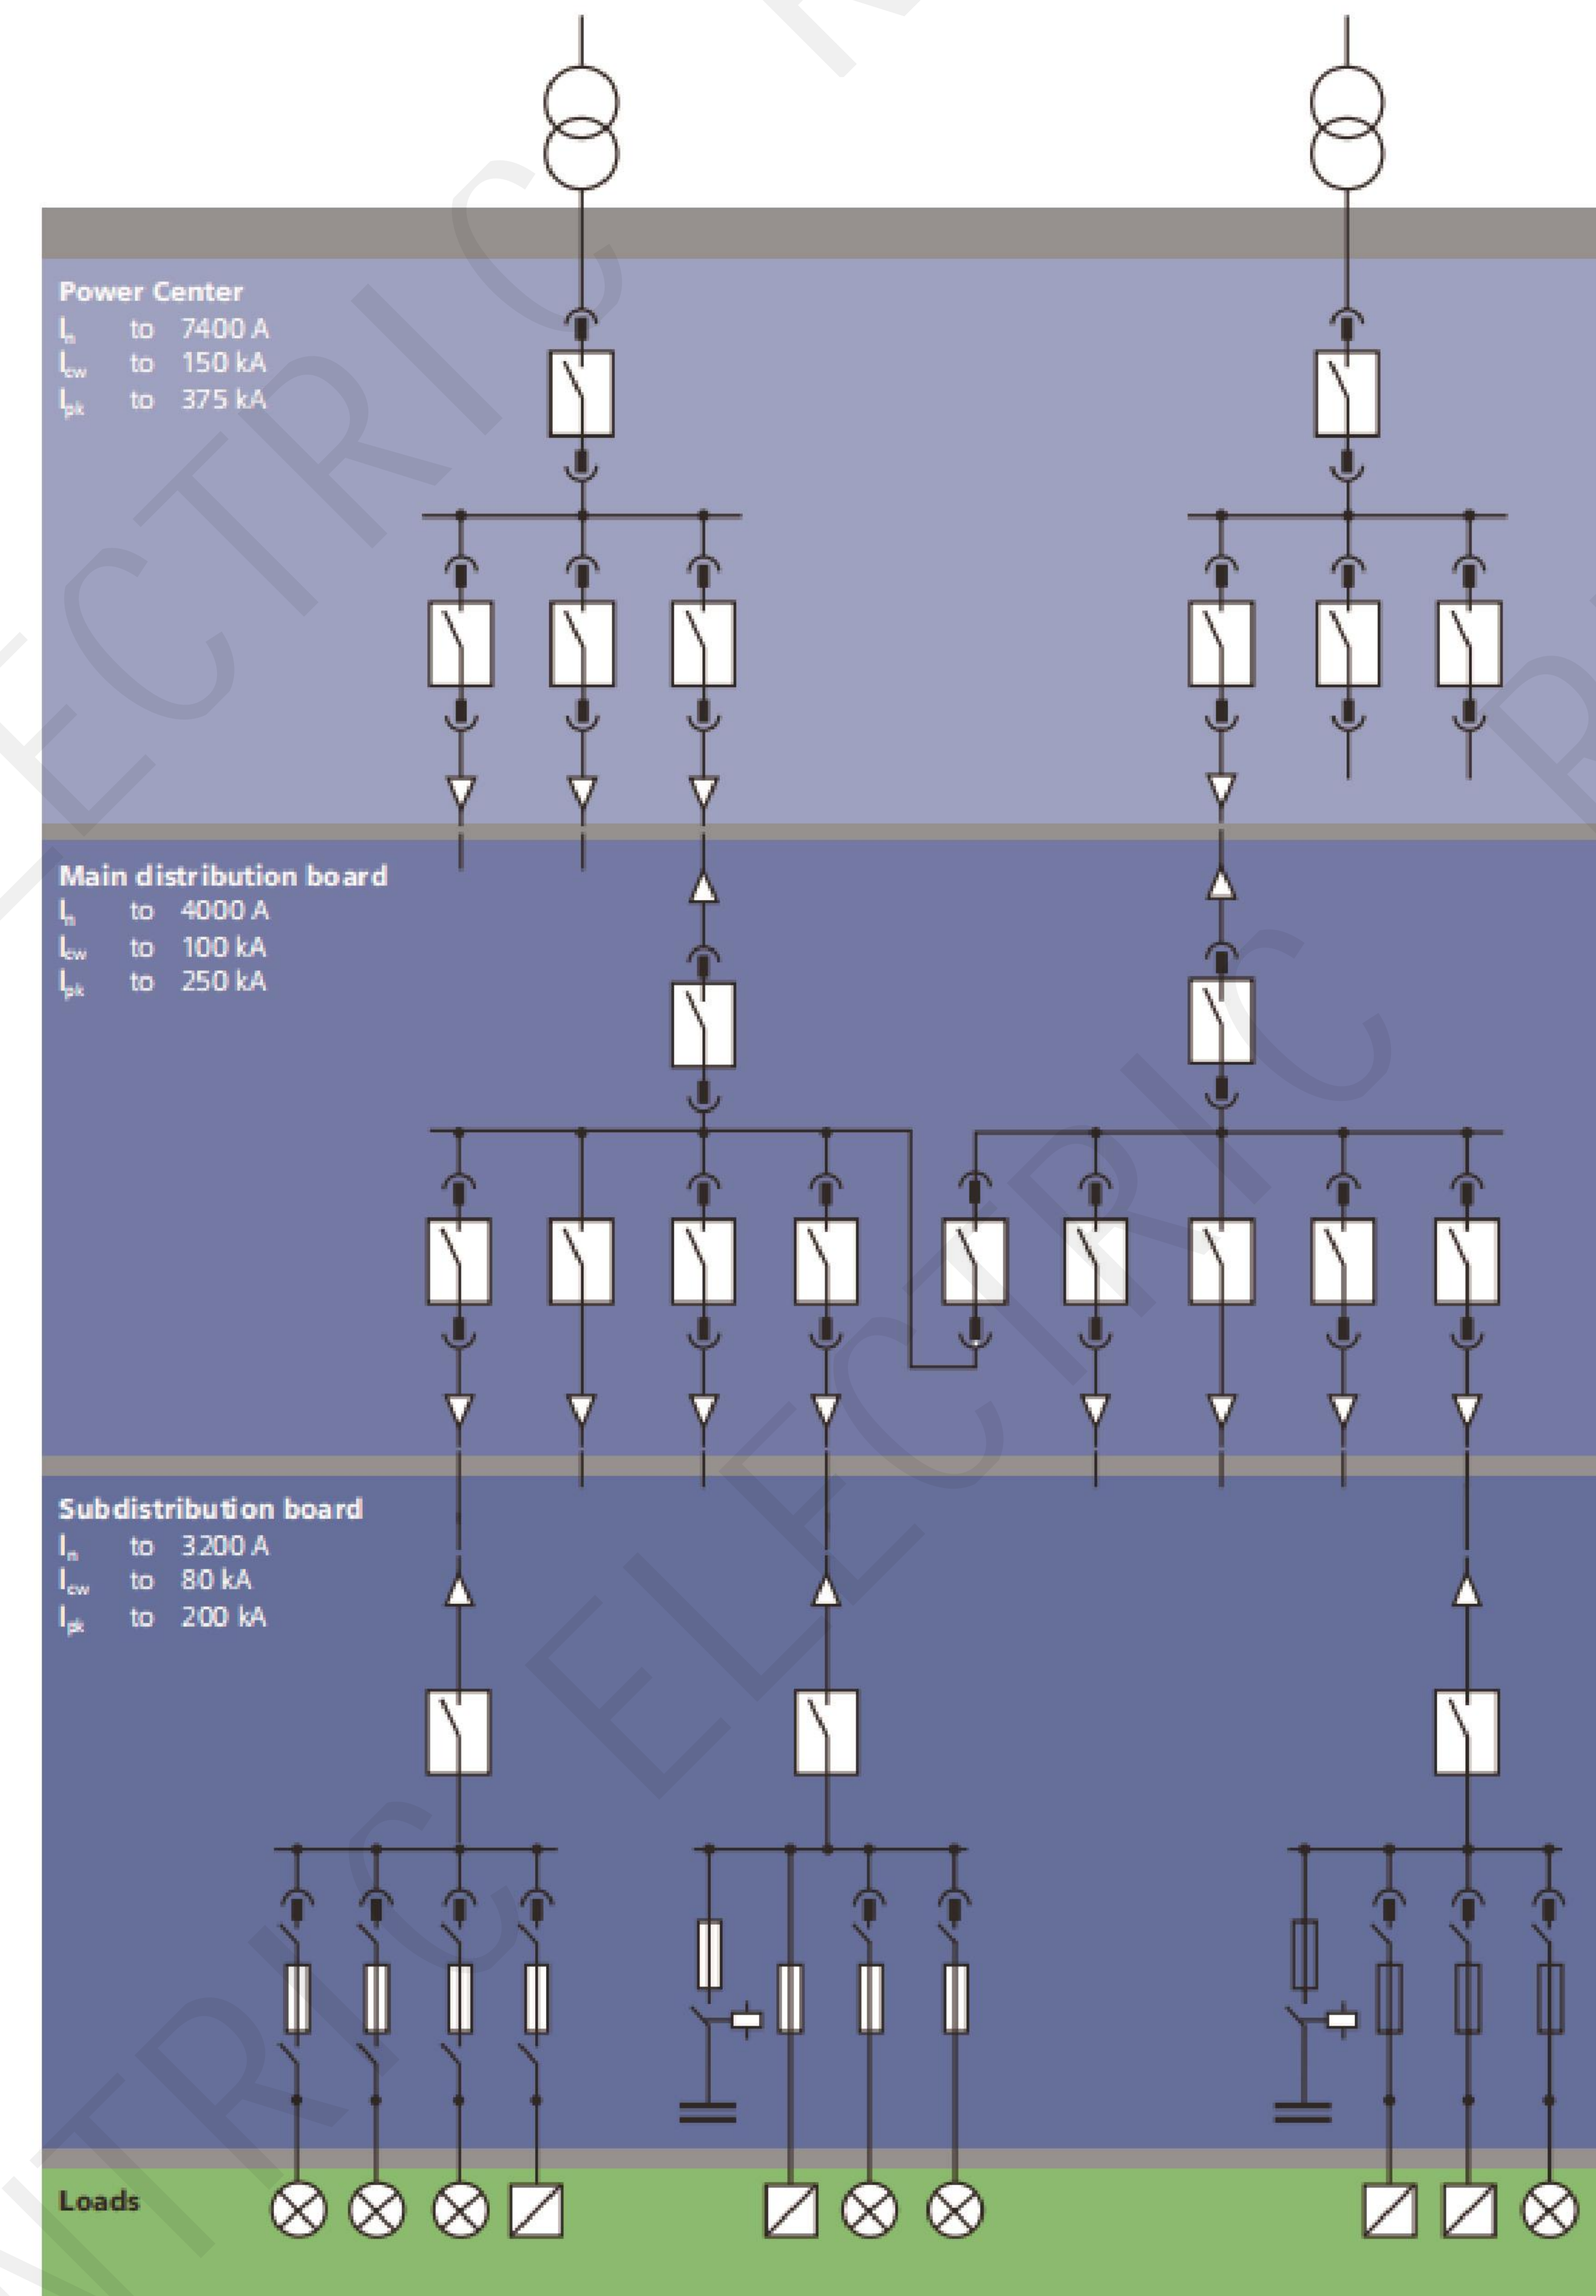 Power Center
In to 7400 A
Icw to 150 kA
Ipk to 375 kA
Main distribution board
In to 4000 A
Icw to 100 kA
Ipk to 250 kA
Subdistribution board
In to 3200 A
Icw to 80 kA
Ipk to 200 kA
Loads
ELECTRIC
ELECTRIC